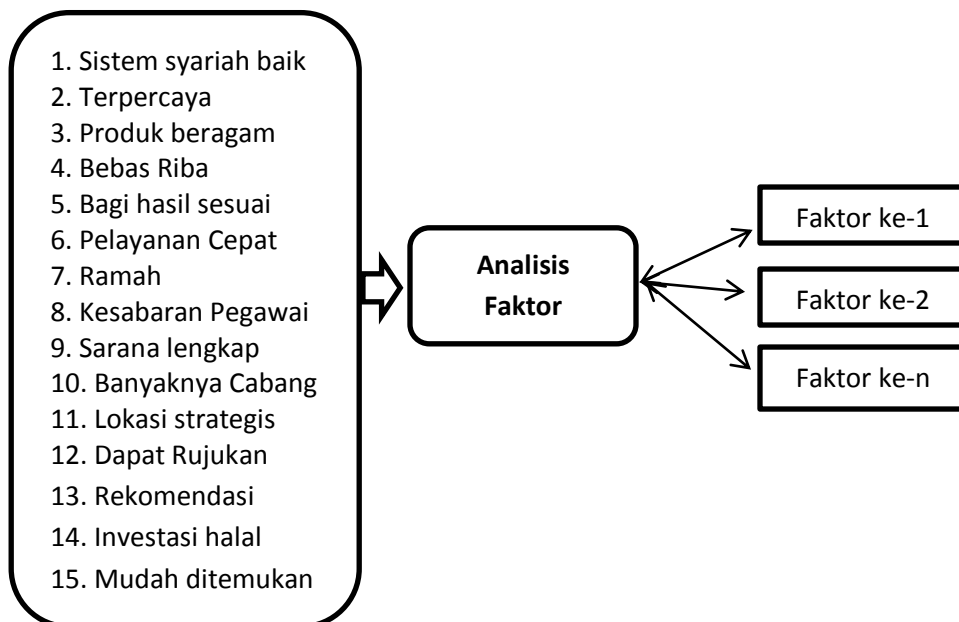 1. Sistem syariah baik
2. Terpercaya
3. Produk beragam
4. Bebas Riba
5. Bagi hasil sesuai
6. Pelayanan Cepat
7. Ramah
8. Kesabaran Pegawai
9. Sarana lengkap
10. Banyaknya Cabang
11. Lokasi strategis
12. Dapat Rujukan
13. Rekomendasi
14. Investasi halal
15. Mudah ditemukan
Analisis
Faktor
Faktor ke-1
Faktor ke-2
Faktor ke-n